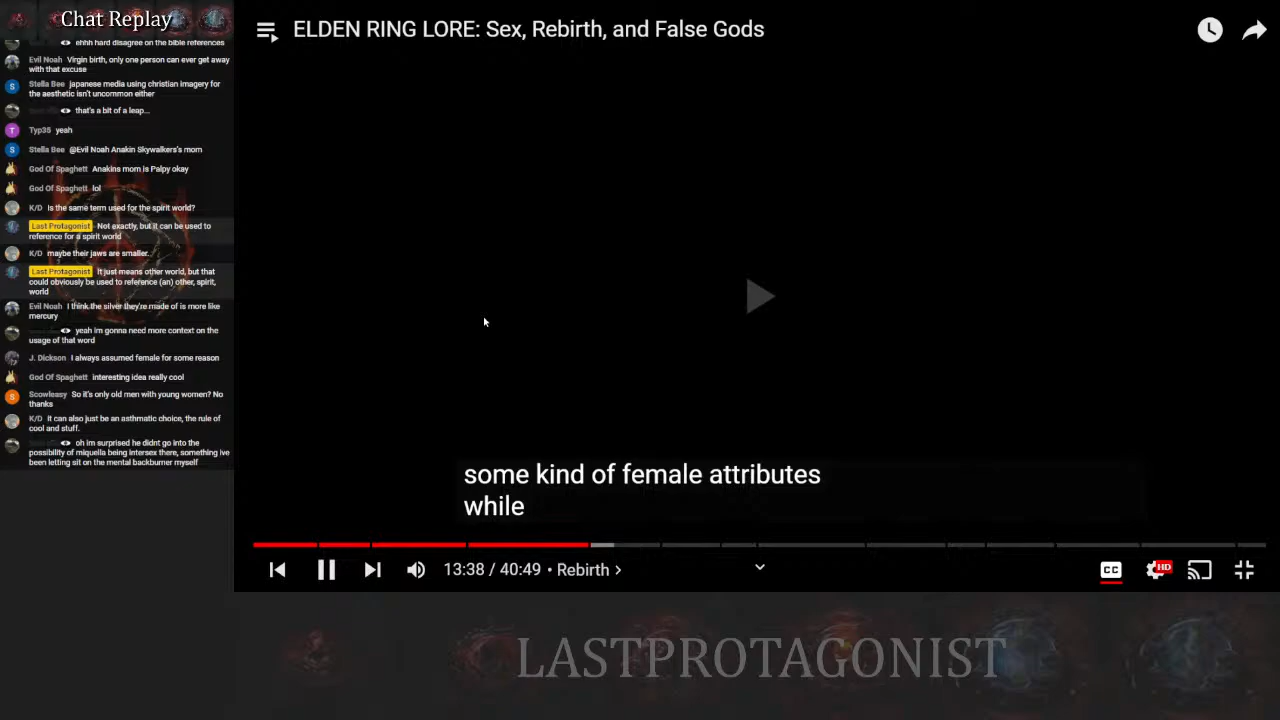 Chat Replay
ehhh hard disagree on the bible references
Evil Noah Virgin birth, only one person can ever get away
with that excuse
S Stella Bee japanese media using christian imagery for
the aesthetic isn't uncommon either
that's a bit of a leap...
T Typ35 yeah
S Stella Bee @Evil Noah Anakin Skywalkers's mom
God Of Spaghett Anakins mom is Palpy okay
God Of Spaghett lol
K/D Is the same term used for the spirit world?
Last Protagonist Not exactly, but it can be used to
reference for a spirit world
K/D maybe their jaws are smaller.
Last Protagonist It just means other world, but that
could obviously be used to reference (an) other, spirit,
world
Evil Noah I think the silver they're made of is more like
mercury
yeah im gonna need more context on the
usage of that word
J. Dickson I always assumed female for some reason
God Of Spaghett interesting idea really cool
S Scowleasy So it's only old men with young women? No
thanks
K/D It can also just be an asthmatic choice, the rule of
cool and stuff.
oh im surprised he didnt go into the
possibility of miquella being intersex there, something ive
been letting sit on the mental backburner myself
ELDEN RING LORE: Sex, Rebirth, and False Gods
some kind of female attributes
while
13:38 / 40:49 • Rebirth >
CC
HD
LASTPROTAGONIST